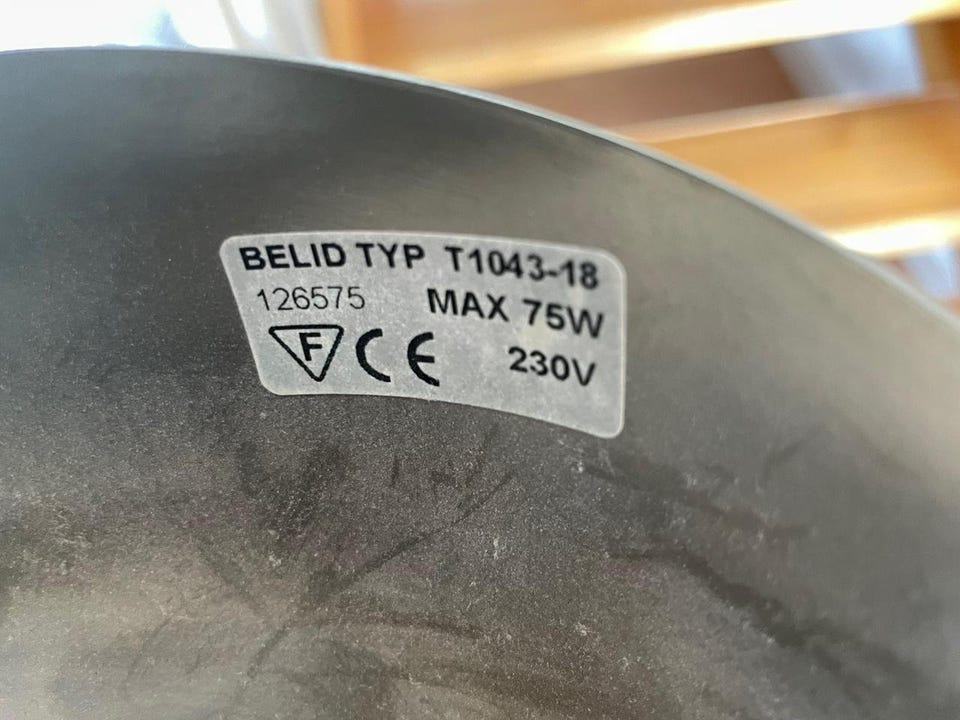 BELID TYP T1043-18
126575 MAX 75W
F CE 230V